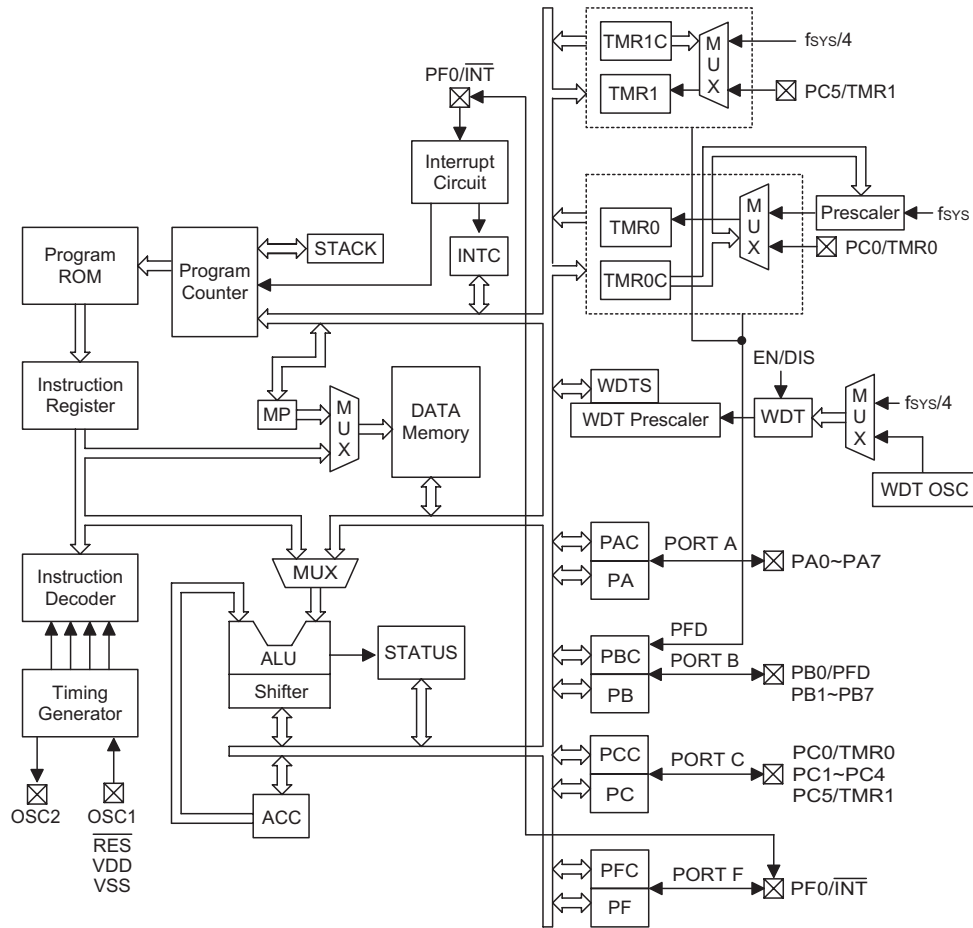 TMR1C
M
U
X
fSYS/4
TMR1
PC5/TMR1
PF0/INT
Interrupt
Circuit
TMR0
M
U
X
Prescaler
fSYS
PC0/TMR0
TMR0C
Program
ROM
Program
Counter
STACK
INTC
Instruction
Register
MP
M
U
X
DATA
Memory
WDTS
WDT Prescaler
EN/DIS
WDT
M
U
X
fSYS/4
WDT OSC
MUX
PAC
PA
PORT A
PA0~PA7
Instruction
Decoder
ALU
Shifter
STATUS
PFD
PBC
PB
PORT B
PB0/PFD
PB1~PB7
Timing
Generator
PCC
PC
PORT C
PC0/TMR0
PC1~PC4
PC5/TMR1
OSC2
OSC1
RES
VDD
VSS
ACC
PFC
PF
PORT F
PF0/INT